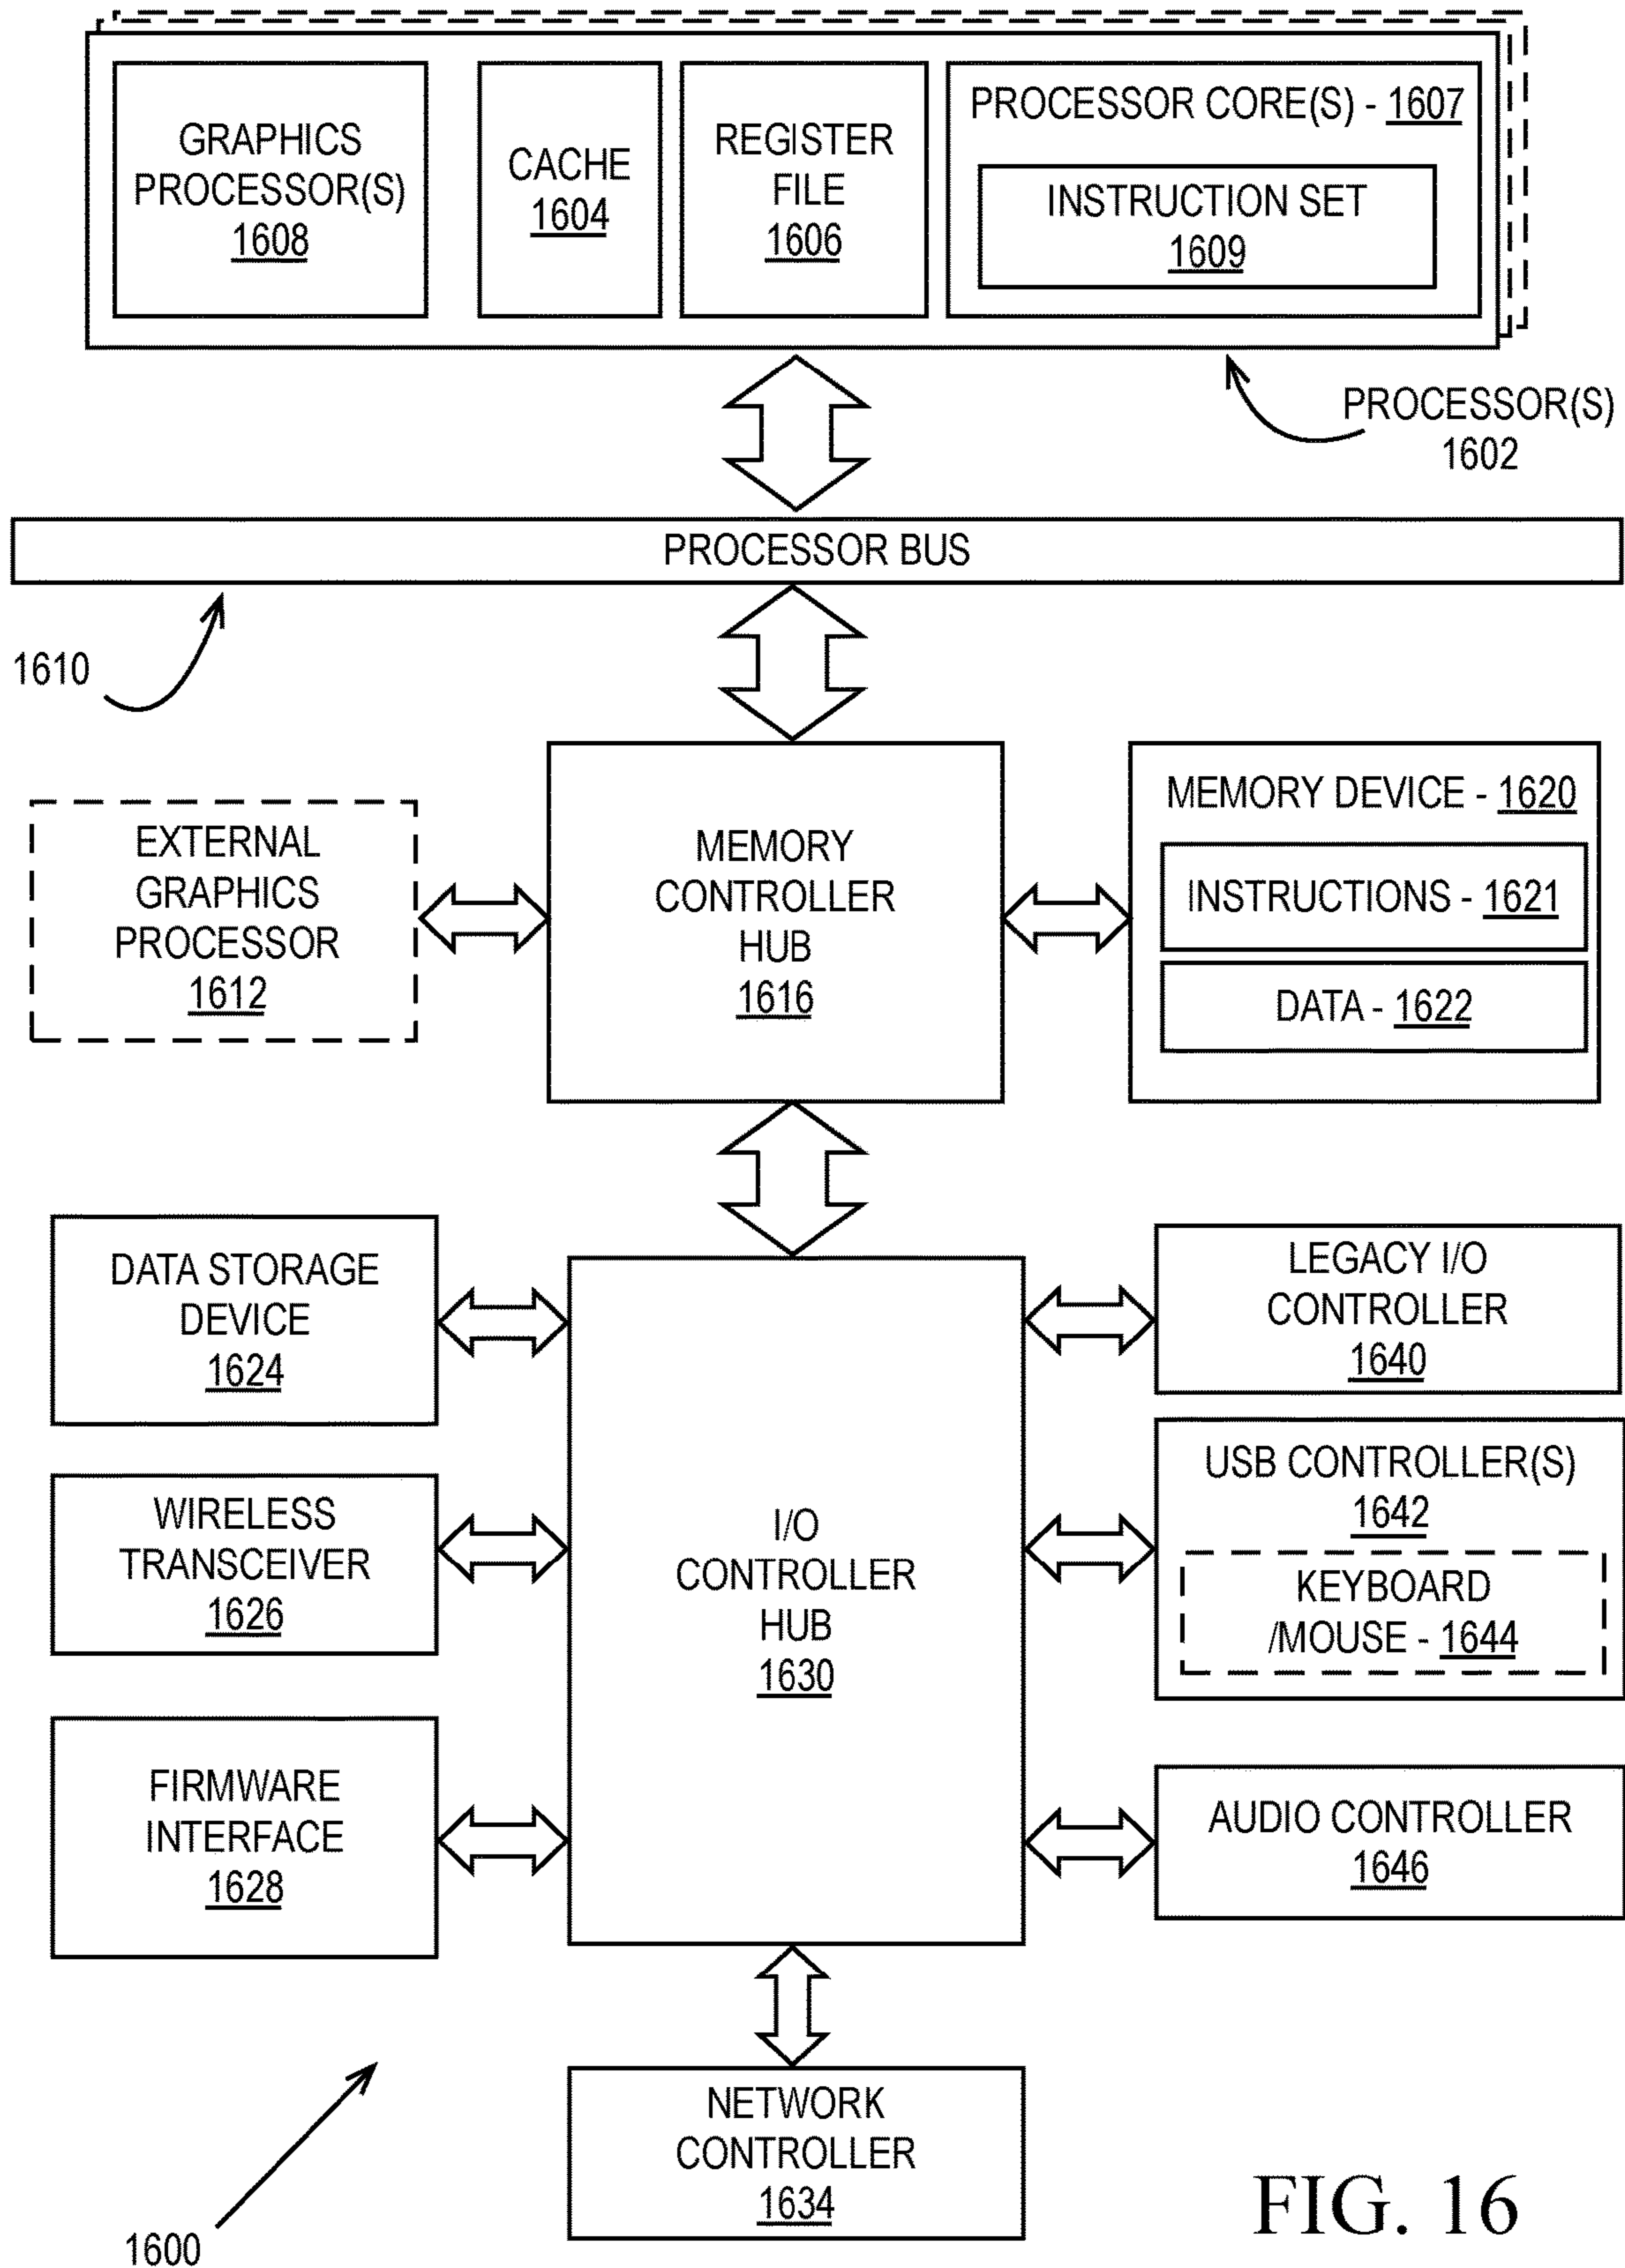 GRAPHICS
PROCESSOR(S)
1608
CACHE
1604
REGISTER
FILE
1606
PROCESSOR CORE(S) - 1607
INSTRUCTION SET
1609
PROCESSOR(S)
1602
PROCESSOR BUS
1610
EXTERNAL
GRAPHICS
PROCESSOR
1612
MEMORY
CONTROLLER
HUB
1616
MEMORY DEVICE - 1620
INSTRUCTIONS - 1621
DATA - 1622
DATA STORAGE
DEVICE
1624
WIRELESS
TRANSCEIVER
1626
FIRMWARE
INTERFACE
1628
I/O
CONTROLLER
HUB
1630
LEGACY I/O
CONTROLLER
1640
USB CONTROLLER(S)
1642
KEYBOARD
/MOUSE - 1644
AUDIO CONTROLLER
1646
NETWORK
CONTROLLER
1634
1600
FIG. 16